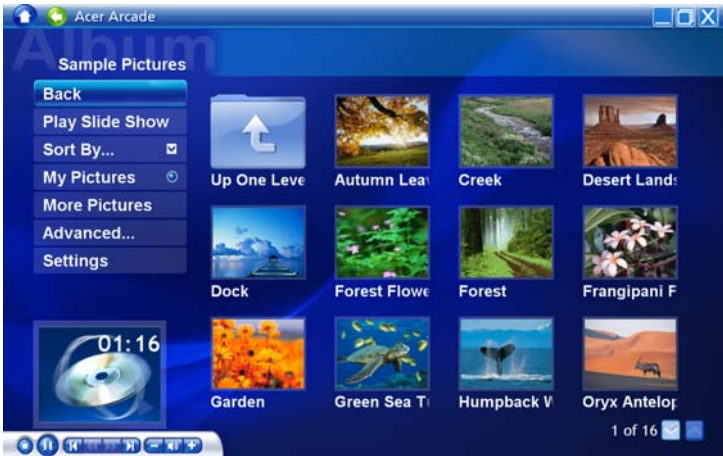 Acer Arcade
Album
Sample Pictures
Back
Play Slide Show
Sort By...
My Pictures
More Pictures
Advanced...
Settings
Up One Leve
Autumn Lea
Creek
Desert Lands
Dock
Forest Flowe
Forest
Frangipani F
Garden
Green Sea T
Humpback W
Oryx Antelop
01:16
1 of 16